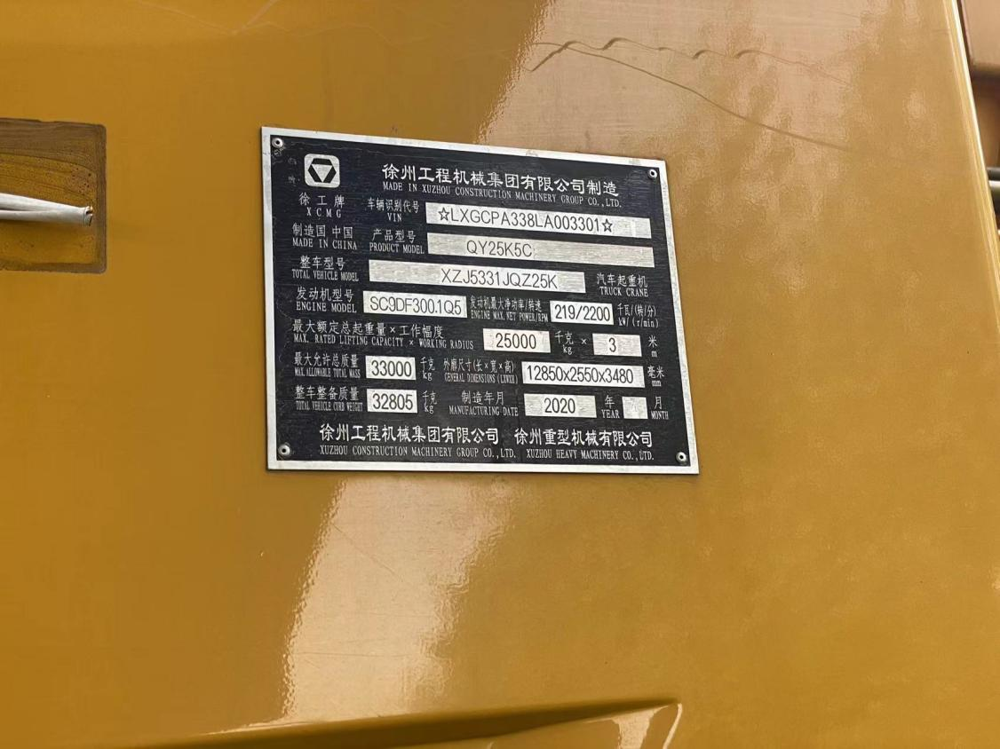 徐州工程机械集团有限公司制造
MADE IN XUZHOU CONSTRUCTION MACHINERY GROUP CO.,LTD.
徐工牌 车辆识别代号 ☆LXGCPA338LA003301☆
XCMG VIN
制造国 中国 产品型号 QY25K5C
MADE IN CHINA PRODUCT MODEL
整车型号 XZJ5331JQZ25K 汽车起重机
TOTAL VEHICLE MODEL TRUCK CRANE
发动机型号 SC9DF300.1Q5 发动机最大净功率/转速 219/2200 千瓦/(转/分)
ENGINE MODEL ENGINE MAX. NET POWER/RPM kW/(r/min)
最大额定总起重量×工作幅度 25000 千克 × 3 米
MAX. RATED LIFTING CAPACITY × WORKING RADIUS kg m
最大允许总质量 33000 千克 外廓尺寸(长×宽×高) 12850x2550x3480 毫米
MAX. ALLOWABLE TOTAL MASS kg GENERAL DIMENSIONS (LXWXH) mm
整车整备质量 32805 千克 制造年月 2020 年 月
TOTAL VEHICLE CURB WEIGHT kg MANUFACTURING DATE YEAR MONTH
徐州工程机械集团有限公司 徐州重型机械有限公司
XUZHOU CONSTRUCTION MACHINERY GROUP CO.,LTD. XUZHOU HEAVY MACHINERY CO.,LTD.